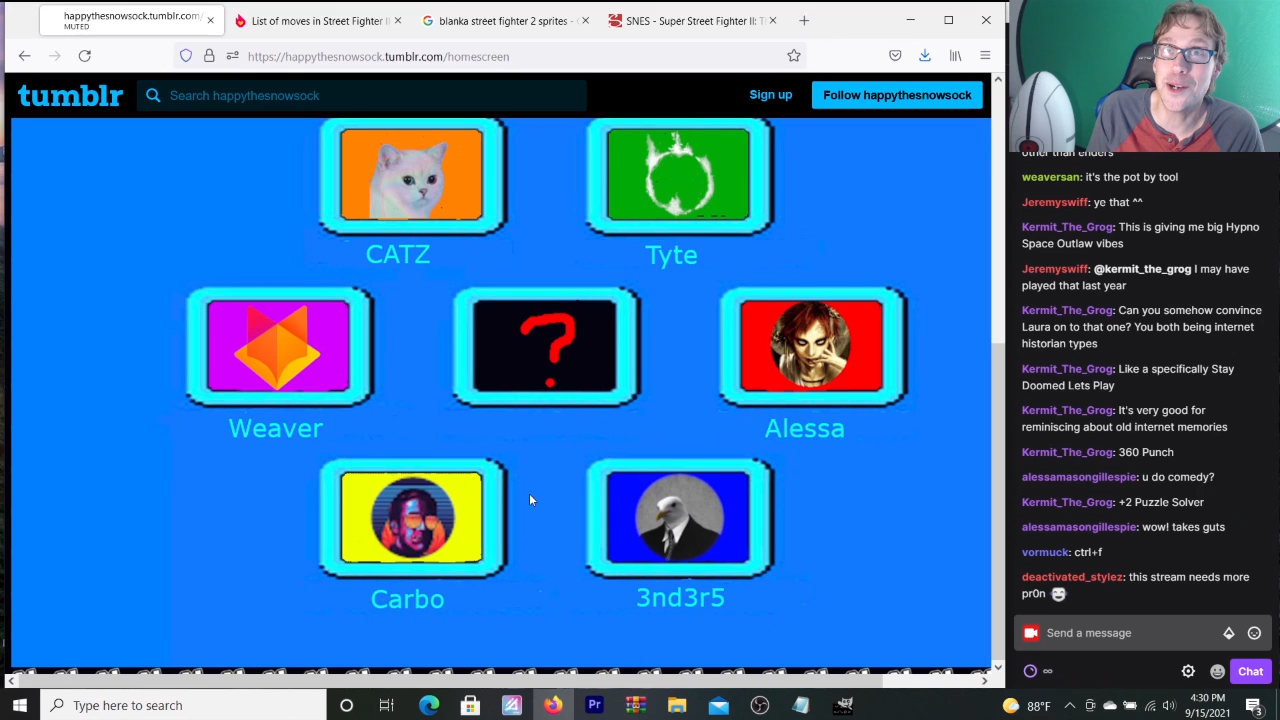 happythesnowsock.tumblr.com/
MUTED
List of moves in Street Fighter I
blanka street fighter 2 sprites -
SNES - Super Street Fighter II: T
https://happythesnowsock.tumblr.com/homescreen
tumblr
Search happythesnowsock
Sign up
Follow happythesnowsock
CATZ
Tyte
Weaver
?
Alessa
Carbo
3nd3r5
other than enders
weaversan: it's the pot by tool
Jeremyswiff: ye that ^^
Kermit_The_Grog: This is giving me big Hypno
Space Outlaw vibes
Jeremyswiff: @kermit_the_grog I may have
played that last year
Kermit_The_Grog: Can you somehow convince
Laura on to that one? You both being internet
historian types
Kermit_The_Grog: Like a specifically Stay
Doomed Lets Play
Kermit_The_Grog: It's very good for
reminiscing about old internet memories
Kermit_The_Grog: 360 Punch
alessamasongillespie: u do comedy?
Kermit_The_Grog: +2 Puzzle Solver
alessamasongillespie: wow! takes guts
vormuck: ctrl+f
deactivated_stylez: this stream needs more
pr0n
Send a message
∞
Chat
Type here to search
Pr
88°F
4:30 PM
9/15/2021
3